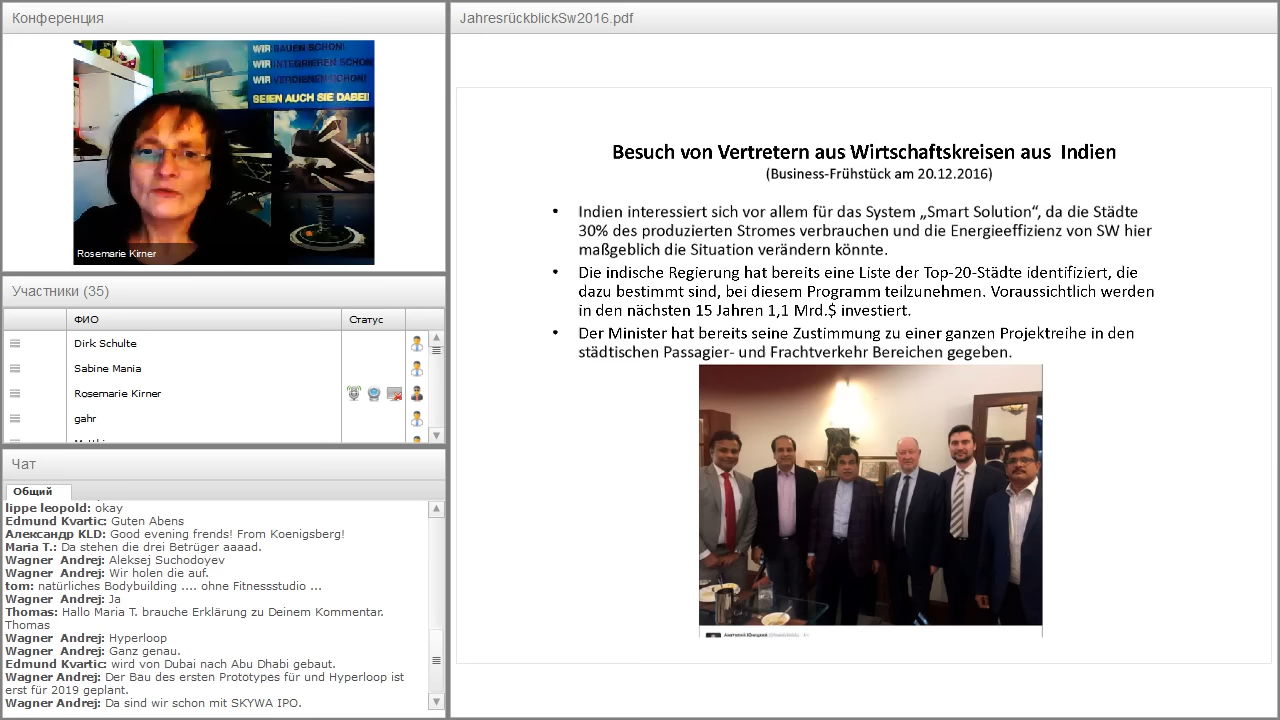 Конференция
WIR BAUEN SCHON!
WIR INTEGRIEREN SCHON
WIR VERDIENEN SCHON!
SEIEN AUCH SIE DABEI!
Rosemarie Kirner
Участники (35)
ФИО Статус
Dirk Schulte
Sabine Mania
Rosemarie Kirner
gahr
Чат
Общий
lippe leopold: okay
Edmund Kvartic: Guten Abens
Александр KLD: Good evening frends! From Koenigsberg!
Maria T.: Da stehen die drei Betrüger aaaad.
Wagner Andrej: Aleksej Suchodoyev
Wagner Andrej: Wir holen die auf.
tom: natürliches Bodybuilding .... ohne Fitnessstudio ...
Wagner Andrej: Ja
Thomas: Hallo Maria T. brauche Erklärung zu Deinem Kommentar.
Thomas
Wagner Andrej: Hyperloop
Wagner Andrej: Ganz genau.
Edmund Kvartic: wird von Dubai nach Abu Dhabi gebaut.
Wagner Andrej: Der Bau des ersten Prototypes für und Hyperloop ist
erst für 2019 geplant.
Wagner Andrej: Da sind wir schon mit SKYWA IPO.
JahresrückblickSw2016.pdf
Besuch von Vertretern aus Wirtschaftskreisen aus Indien
(Business-Frühstück am 20.12.2016)
• Indien interessiert sich vor allem für das System „Smart Solution“, da die Städte
30% des produzierten Stromes verbrauchen und die Energieeffizienz von SW hier
maßgeblich die Situation verändern könnte.
• Die indische Regierung hat bereits eine Liste der Top-20-Städte identifiziert, die
dazu bestimmt sind, bei diesem Programm teilzunehmen. Voraussichtlich werden
in den nächsten 15 Jahren 1,1 Mrd.$ investiert.
• Der Minister hat bereits seine Zustimmung zu einer ganzen Projektreihe in den
städtischen Passagier- und Frachtverkehr Bereichen gegeben.